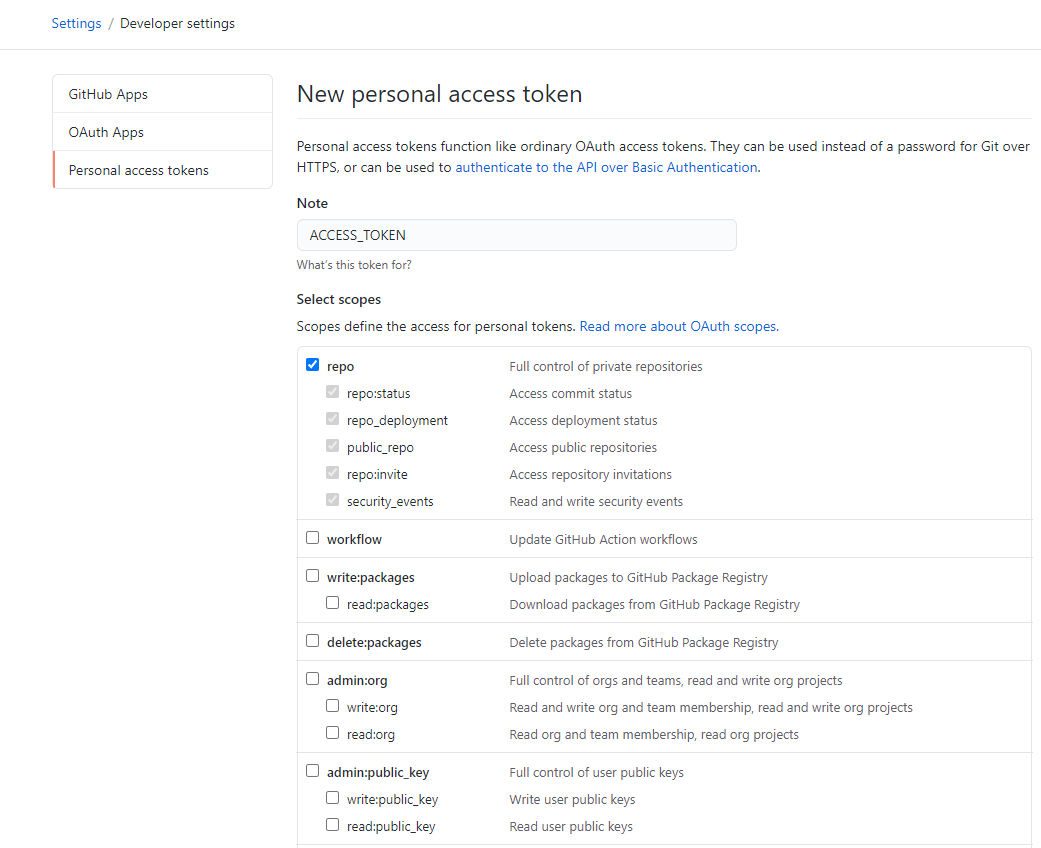 Settings / Developer settings
GitHub Apps
OAuth Apps
Personal access tokens
New personal access token
Personal access tokens function like ordinary OAuth access tokens. They can be used instead of a password for Git over
HTTPS, or can be used to authenticate to the API over Basic Authentication.
Note
ACCESS_TOKEN
What's this token for?
Select scopes
Scopes define the access for personal tokens. Read more about OAuth scopes.
repo Full control of private repositories
repo:status Access commit status
repo_deployment Access deployment status
public_repo Access public repositories
repo:invite Access repository invitations
security_events Read and write security events
workflow Update GitHub Action workflows
write:packages Upload packages to GitHub Package Registry
read:packages Download packages from GitHub Package Registry
delete:packages Delete packages from GitHub Package Registry
admin:org Full control of orgs and teams, read and write org projects
write:org Read and write org and team membership, read and write org projects
read:org Read org and team membership, read org projects
admin:public_key Full control of user public keys
write:public_key Write user public keys
read:public_key Read user public keys